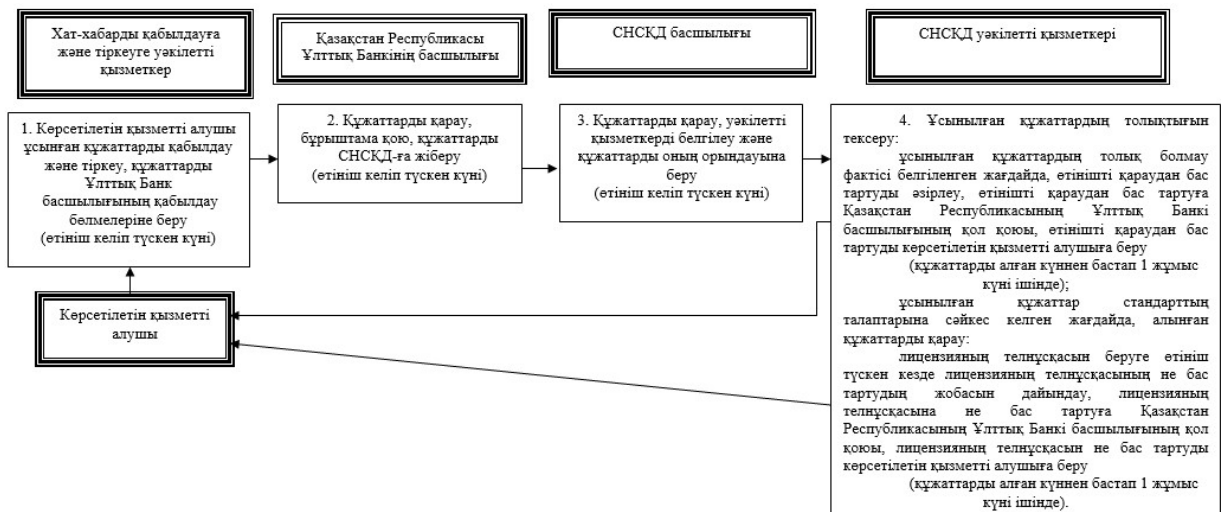 Хат-хабарды қабылдауға
және тіркеуге уәкілетті
қызметкер
Қазақстан Республикасы
Ұлттық Банкінің басшылығы
СНСҚД басшылығы
СНСҚД уәкілетті қызметкері
1. Көрсетілетін қызметті алушы
ұсынған құжаттарды қабылдау
және тіркеу, құжаттарды
Ұлттық Банк
басшылығының қабылдау
бөлмелеріне беру
(өтініш келіп түскен күні)
2. Құжаттарды қарау,
бұрыштама қою, құжаттарды
СНСҚД-ға жіберу
(өтініш келіп түскен күні)
3. Құжаттарды қарау, уәкілетті
қызметкерді белгілеу және
құжаттарды оның орындауына
беру
(өтініш келіп түскен күні)
4. Ұсынылған құжаттардың толықтығын
тексеру:
ұсынылған құжаттардың толық болмау
фактісі белгіленген жағдайда, өтінішті қараудан бас
тартуды әзірлеу, өтінішті қараудан бас тартуға
Қазақстан Республикасының Ұлттық Банкі
басшылығының қол қоюы, өтінішті қараудан бас
тартуды көрсетілетін қызметті алушыға беру
(құжаттарды алған күннен бастап 1 жұмыс
күні ішінде);
ұсынылған құжаттар стандарттың
талаптарына сәйкес келген жағдайда, алынған
құжаттарды қарау:
лицензияның телнұсқасын беруге өтініш
түскен кезде лицензияның телнұсқасының не бас
тартудың жобасын дайындау, лицензияның
телнұсқасына не бас тартуға Қазақстан
Республикасының Ұлттық Банкі басшылығының қол
қоюы, лицензияның телнұсқасын не бас тартуды
көрсетілетін қызметті алушыға беру
(құжаттарды алған күннен бастап 1 жұмыс
күні ішінде).
Көрсетілетін қызметті
алушы